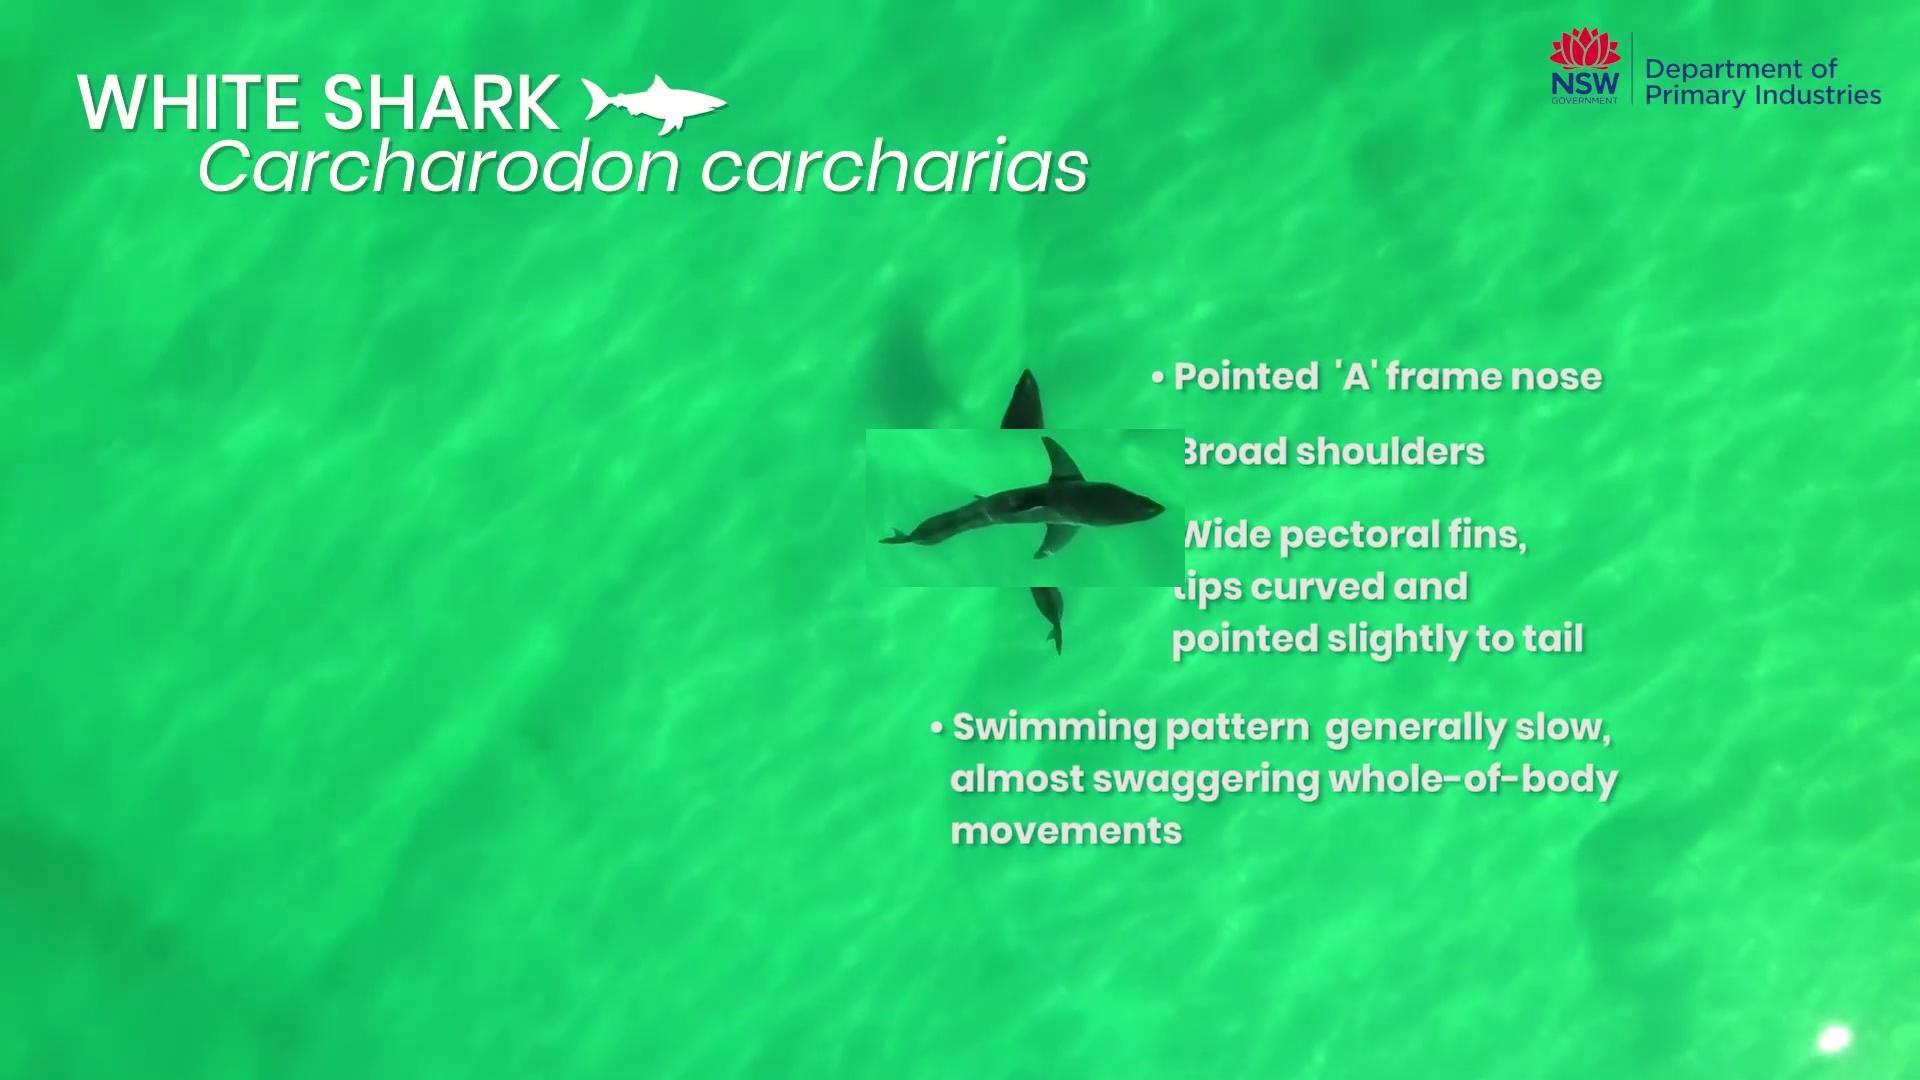 WHITE SHARK
Carcharodon carcharias
NSW
GOVERNMENT
Department of
Primary Industries
• Pointed 'A' frame nose
Broad shoulders
Wide pectoral fins,
tips curved and
pointed slightly to tail
• Swimming pattern generally slow,
almost swaggering whole-of-body
movements